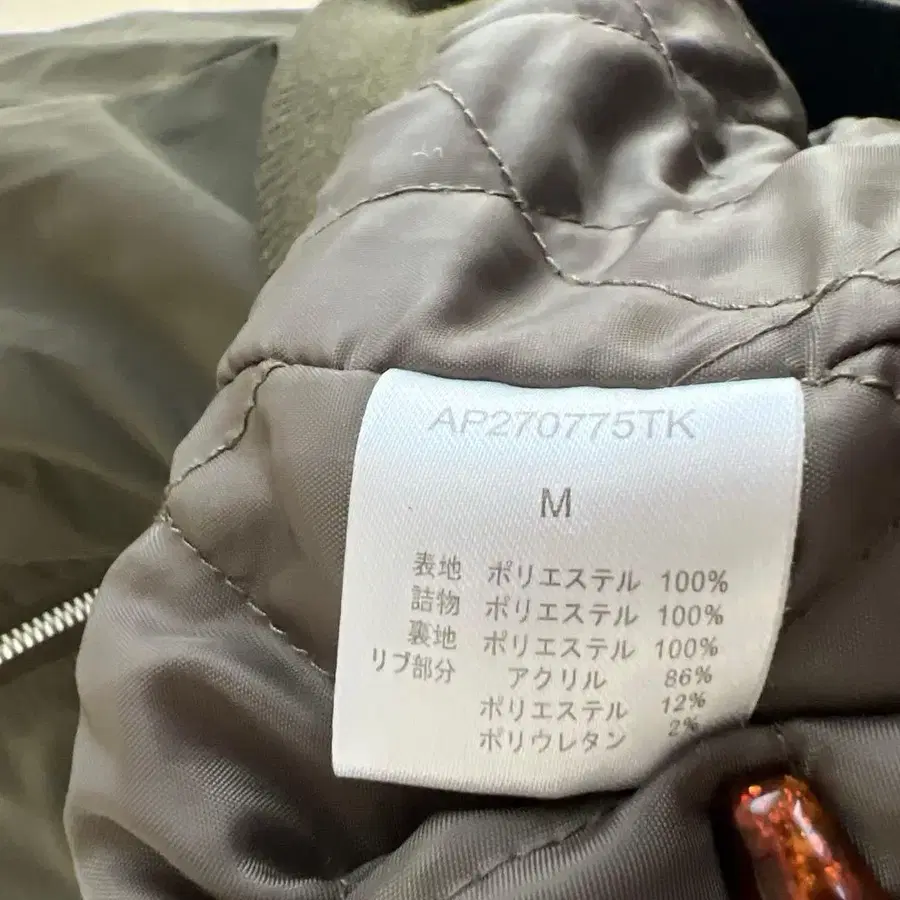 AP270775TK
M
表地 ポリエステル 100%
詰物 ポリエステル 100%
裏地 ポリエステル 100%
リブ部分 アクリル 86%
ポリエステル 12%
ポリウレタン 2%